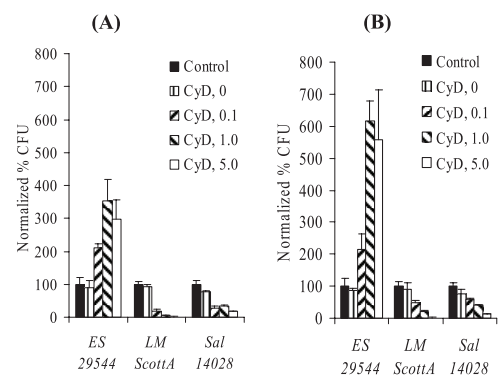 (A)
Normalized % CFU
800
700
600
500
400
300
200
100
0
Control
CyD, 0
CyD, 0.1
CyD, 1.0
CyD, 5.0
ES
29544
LM
ScottA
Sal
14028
(B)
Normalized % CFU
800
700
600
500
400
300
200
100
0
Control
CyD, 0
CyD, 0.1
CyD, 1.0
CyD, 5.0
ES
29544
LM
ScottA
Sal
14028